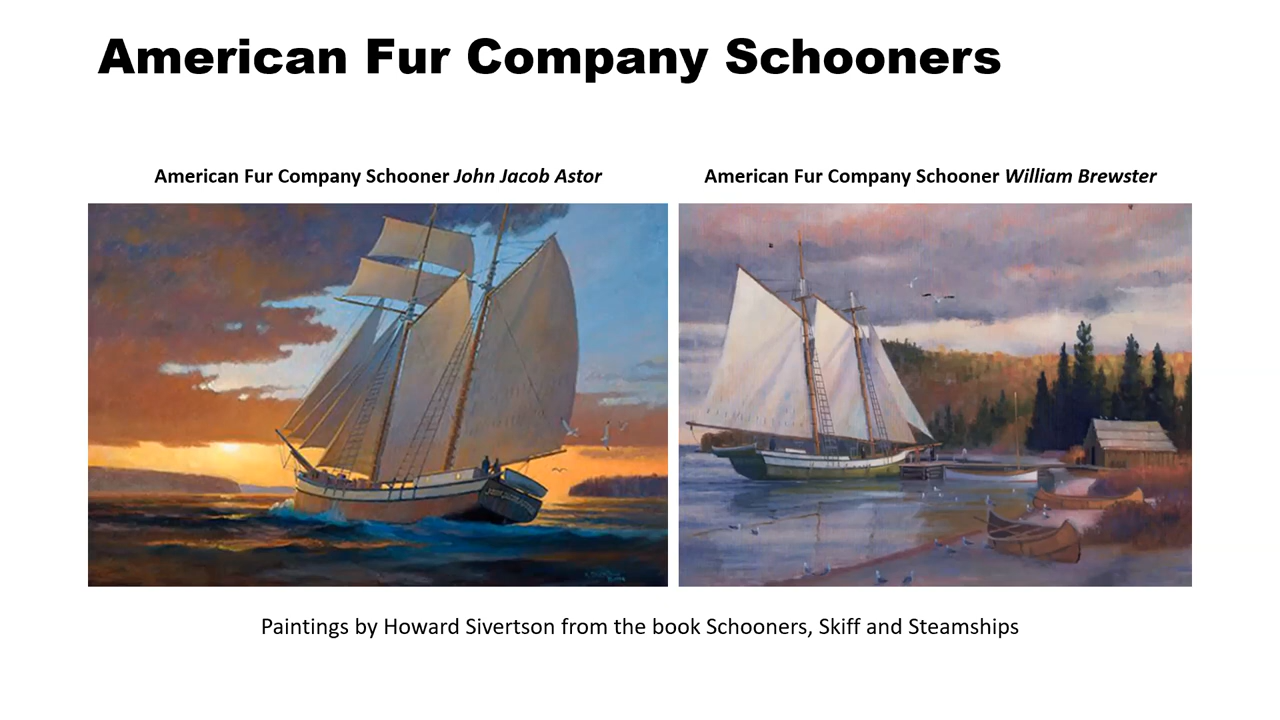 American Fur Company Schooners
American Fur Company Schooner John Jacob Astor
American Fur Company Schooner William Brewster
Paintings by Howard Sivertson from the book Schooners, Skiff and Steamships